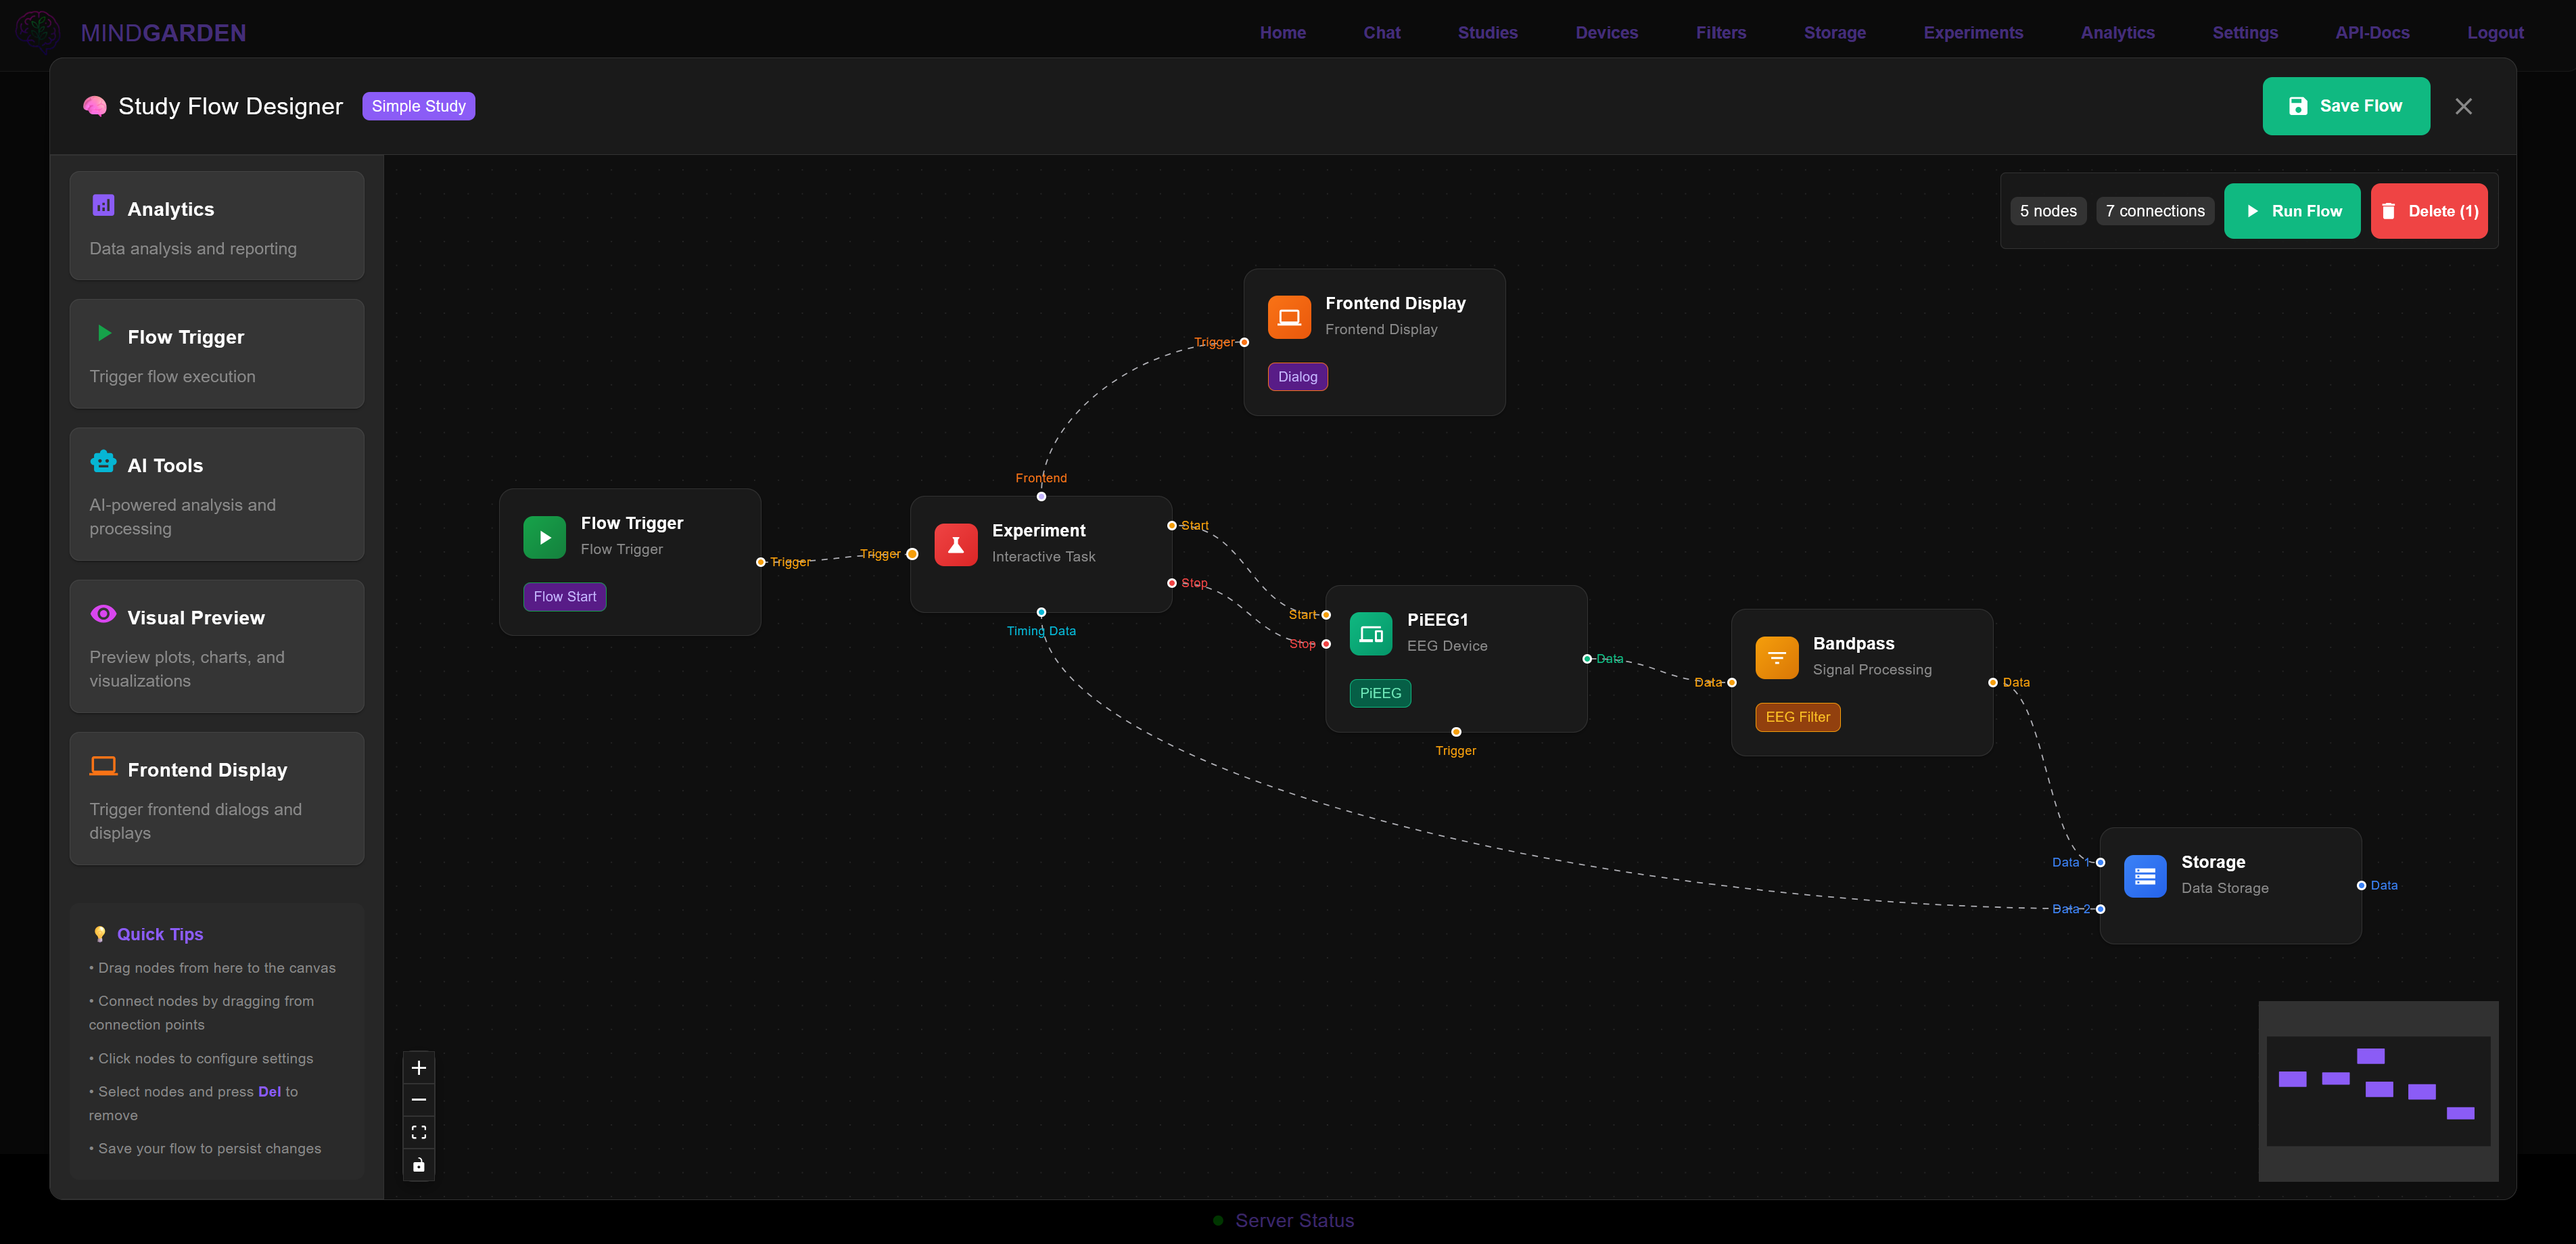 MINDGARDEN
Home Chat Studies Devices Filters Storage Experiments Analytics Settings API-Docs Logout
Study Flow Designer Simple Study
Save Flow
Analytics
Data analysis and reporting
Flow Trigger
Trigger flow execution
AI Tools
AI-powered analysis and
processing
Visual Preview
Preview plots, charts, and
visualizations
Frontend Display
Trigger frontend dialogs and
displays
Quick Tips
• Drag nodes from here to the canvas
• Connect nodes by dragging from
connection points
• Click nodes to configure settings
• Select nodes and press Del to
remove
• Save your flow to persist changes
5 nodes 7 connections Run Flow Delete (1)
Frontend Display
Frontend Display
Trigger
Dialog
Flow Trigger
Flow Trigger
Flow Start
Trigger
Trigger
Frontend
Experiment
Interactive Task
Start
Stop
Timing Data
Start
Stop
PiEEG1
EEG Device
PiEEG
Data
Trigger
Data
Bandpass
Signal Processing
EEG Filter
Data
Data 1
Data 2
Storage
Data Storage
Data
Server Status